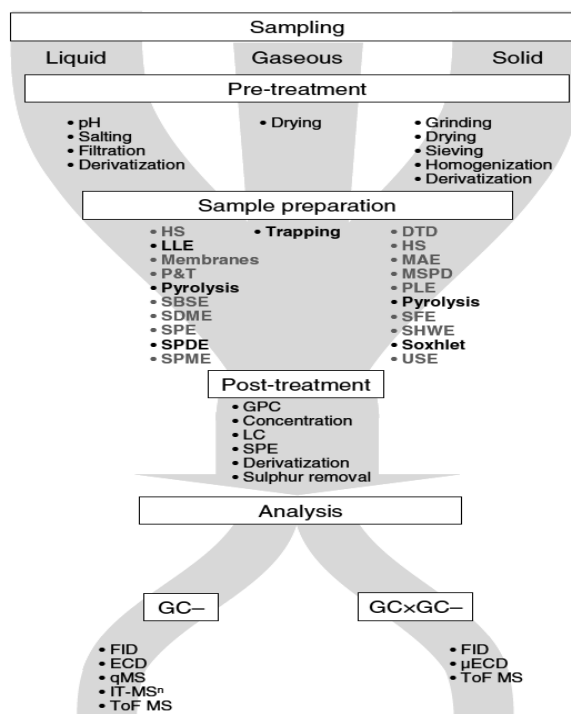 Sampling
Liquid Gaseous Solid
Pre-treatment
• pH
• Salting
• Filtration
• Derivatization
• Drying
• Grinding
• Drying
• Sieving
• Homogenization
• Derivatization
Sample preparation
• HS
• LLE
• Membranes
• P&T
• Pyrolysis
• SBSE
• SDME
• SPE
• SPDE
• SPME
• Trapping
• DTD
• HS
• MAE
• MSPD
• PLE
• Pyrolysis
• SFE
• SHWE
• Soxhlet
• USE
Post-treatment
• GPC
• Concentration
• LC
• SPE
• Derivatization
• Sulphur removal
Analysis
GC–
• FID
• ECD
• qMS
• IT-MSⁿ
• ToF MS
GC×GC–
• FID
• µECD
• ToF MS